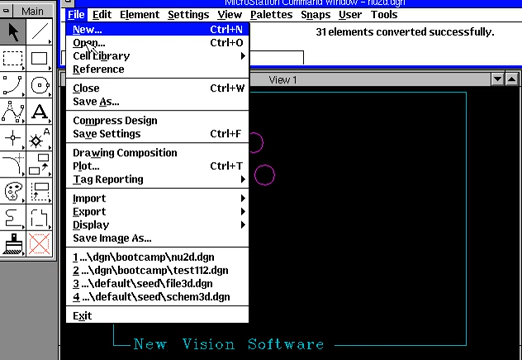 Main
MicroStation Command Window - nu2d.dgn
File Edit Element Settings View Palettes Snaps User Tools
31 elements converted successfully.
View 1
New... Ctrl+N
Open... Ctrl+O
Cell Library
Reference
Close Ctrl+W
Save As...
Compress Design
Save Settings Ctrl+F
Drawing Composition
Plot... Ctrl+T
Tag Reporting
Import
Export
Display
Save Image As...
1 ...\dgn\bootcamp\nu2d.dgn
2 ...\dgn\bootcamp\test112.dgn
3 ...\default\seed\file3d.dgn
4 ...\default\seed\schem3d.dgn
Exit
New Vision Software